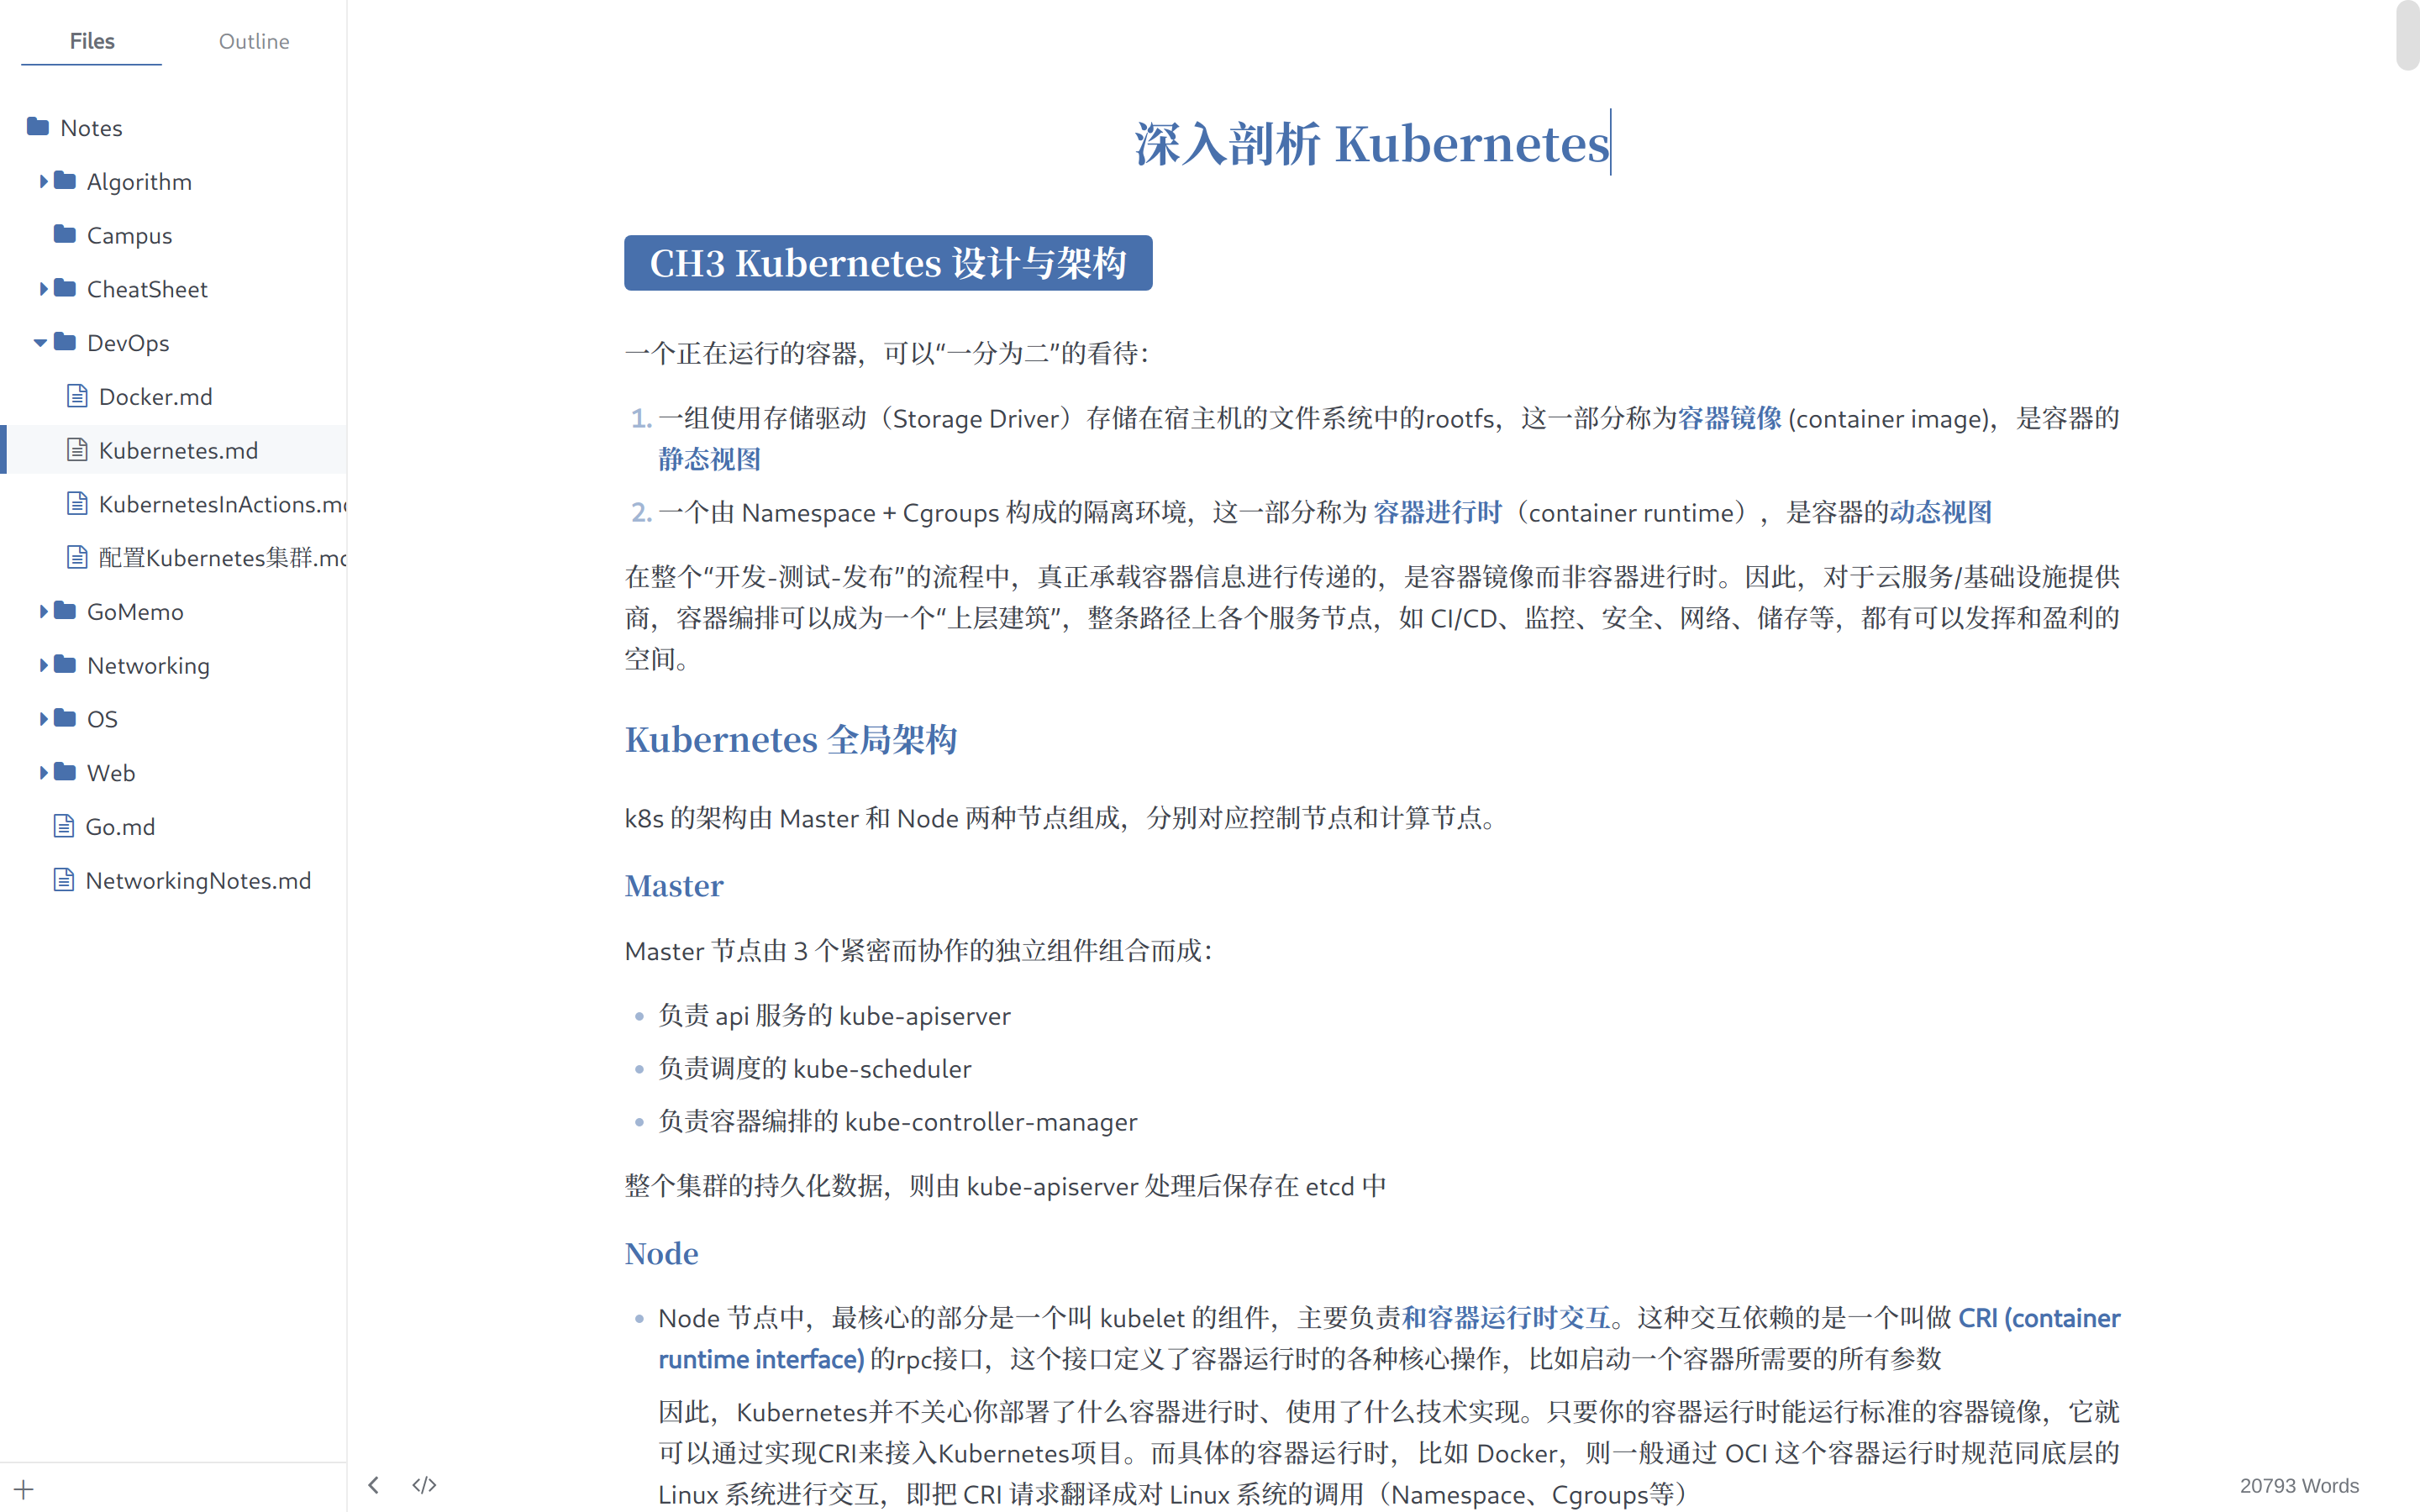 Files
Outline
Notes
Algorithm
Campus
CheatSheet
DevOps
Docker.md
Kubernetes.md
KubernetesInActions.md
配置Kubernetes集群.md
GoMemo
Networking
OS
Web
Go.md
NetworkingNotes.md
深入剖析 Kubernetes
CH3 Kubernetes 设计与架构
一个正在运行的容器，可以“一分为二”的看待：
1. 一组使用存储驱动（Storage Driver）存储在宿主机的文件系统中的rootfs，这一部分称为容器镜像 (container image)，是容器的
静态视图
2. 一个由 Namespace + Cgroups 构成的隔离环境，这一部分称为 容器进行时（container runtime），是容器的动态视图
在整个“开发-测试-发布”的流程中，真正承载容器信息进行传递的，是容器镜像而非容器进行时。因此，对于云服务/基础设施提供
商，容器编排可以成为一个“上层建筑”，整条路径上各个服务节点，如 CI/CD、监控、安全、网络、储存等，都有可以发挥和盈利的
空间。
Kubernetes 全局架构
k8s 的架构由 Master 和 Node 两种节点组成，分别对应控制节点和计算节点。
Master
Master 节点由 3 个紧密而协作的独立组件组合而成：
负责 api 服务的 kube-apiserver
负责调度的 kube-scheduler
负责容器编排的 kube-controller-manager
整个集群的持久化数据，则由 kube-apiserver 处理后保存在 etcd 中
Node
Node 节点中，最核心的部分是一个叫 kubelet 的组件，主要负责和容器运行时交互。这种交互依赖的是一个叫做 CRI (container
runtime interface) 的rpc接口，这个接口定义了容器运行时的各种核心操作，比如启动一个容器所需要的所有参数
因此，Kubernetes并不关心你部署了什么容器进行时、使用了什么技术实现。只要你的容器运行时能运行标准的容器镜像，它就
可以通过实现CRI来接入Kubernetes项目。而具体的容器运行时，比如 Docker，则一般通过 OCI 这个容器运行时规范同底层的
Linux 系统进行交互，即把 CRI 请求翻译成对 Linux 系统的调用（Namespace、Cgroups等）
20793 Words